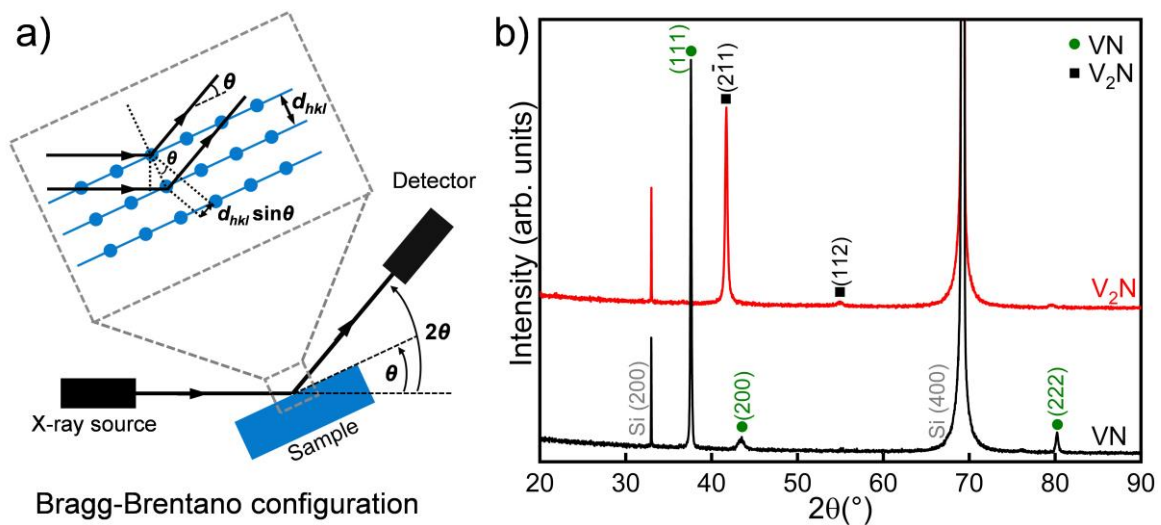 a)
θ
d_hkl
θ
d_hkl sinθ
Detector
2θ
θ
X-ray source
Sample
Bragg-Brentano configuration
b)
Intensity (arb. units)
(111)
(2̄11)
VN
V₂N
(112)
V₂N
Si (200)
(200)
Si (400)
(222)
VN
20 30 40 50 60 70 80 90
2θ(°)